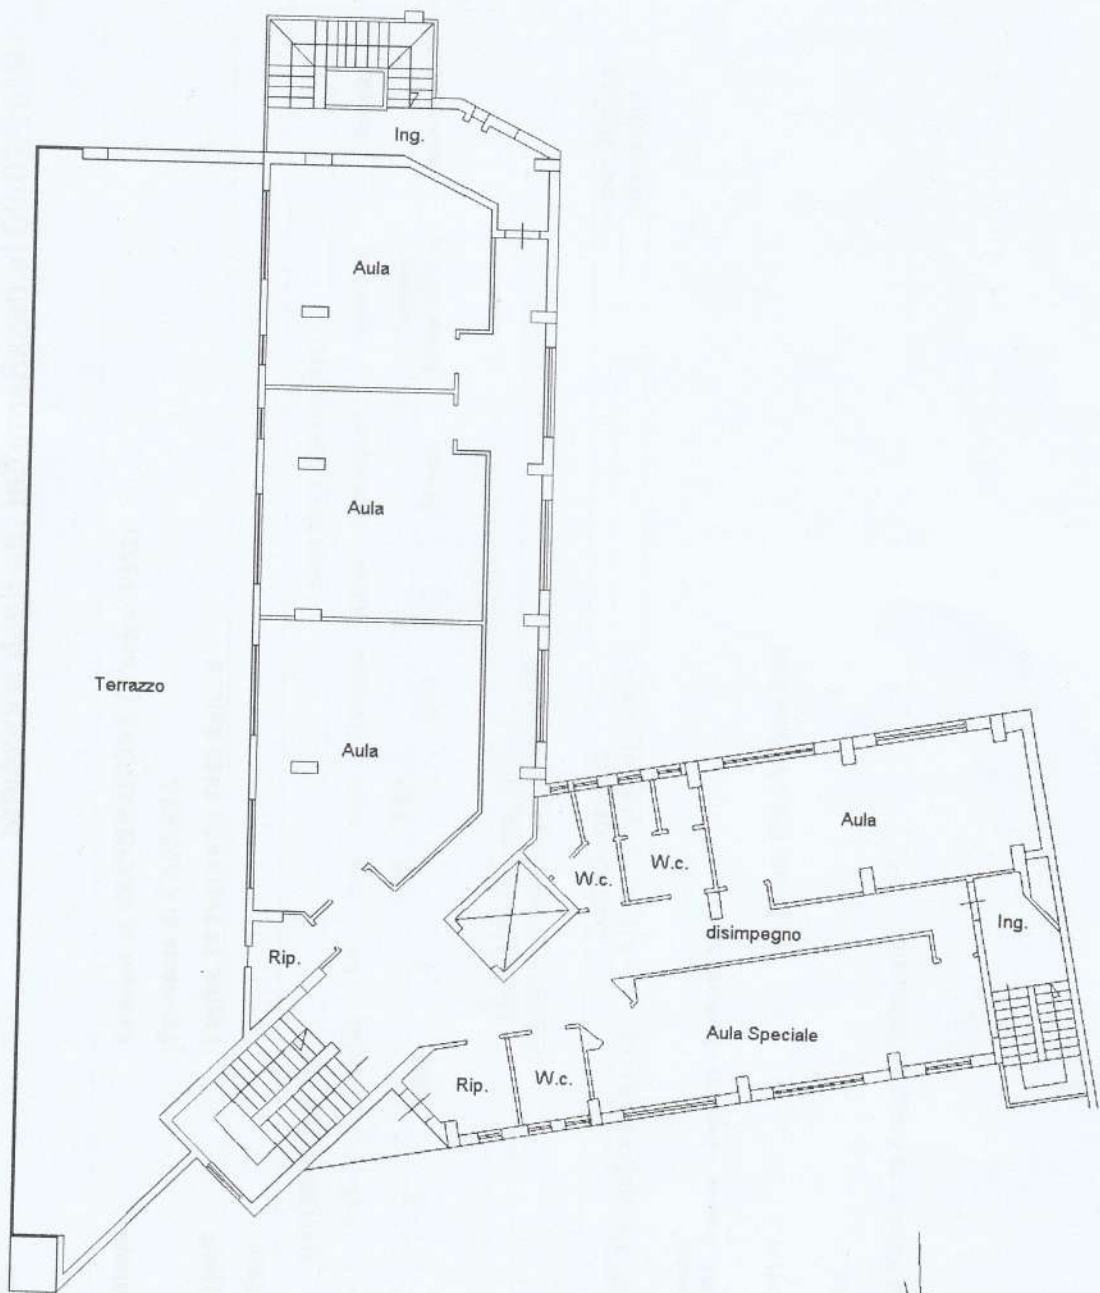 Ing.
Aula
Aula
Terrazzo
Aula
Aula
W.c.
W.c.
disimpegno
Ing.
Rip.
Aula Speciale
Rip.
W.c.